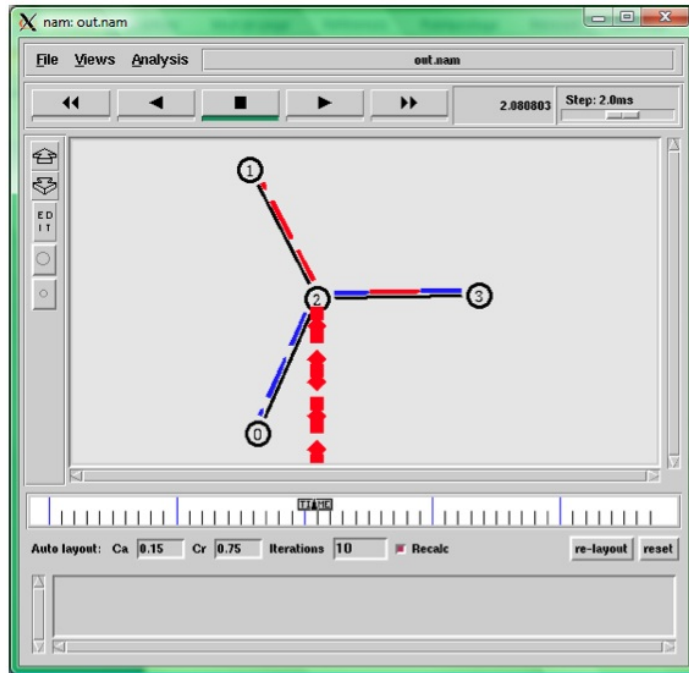 nam: out.nam
File Views Analysis out.nam
2.080803 Step: 2.0ms
ED
IT
1
2
3
0
TIME
Auto layout: Ca 0.15 Cr 0.75 Iterations 10 Recalc re-layout reset